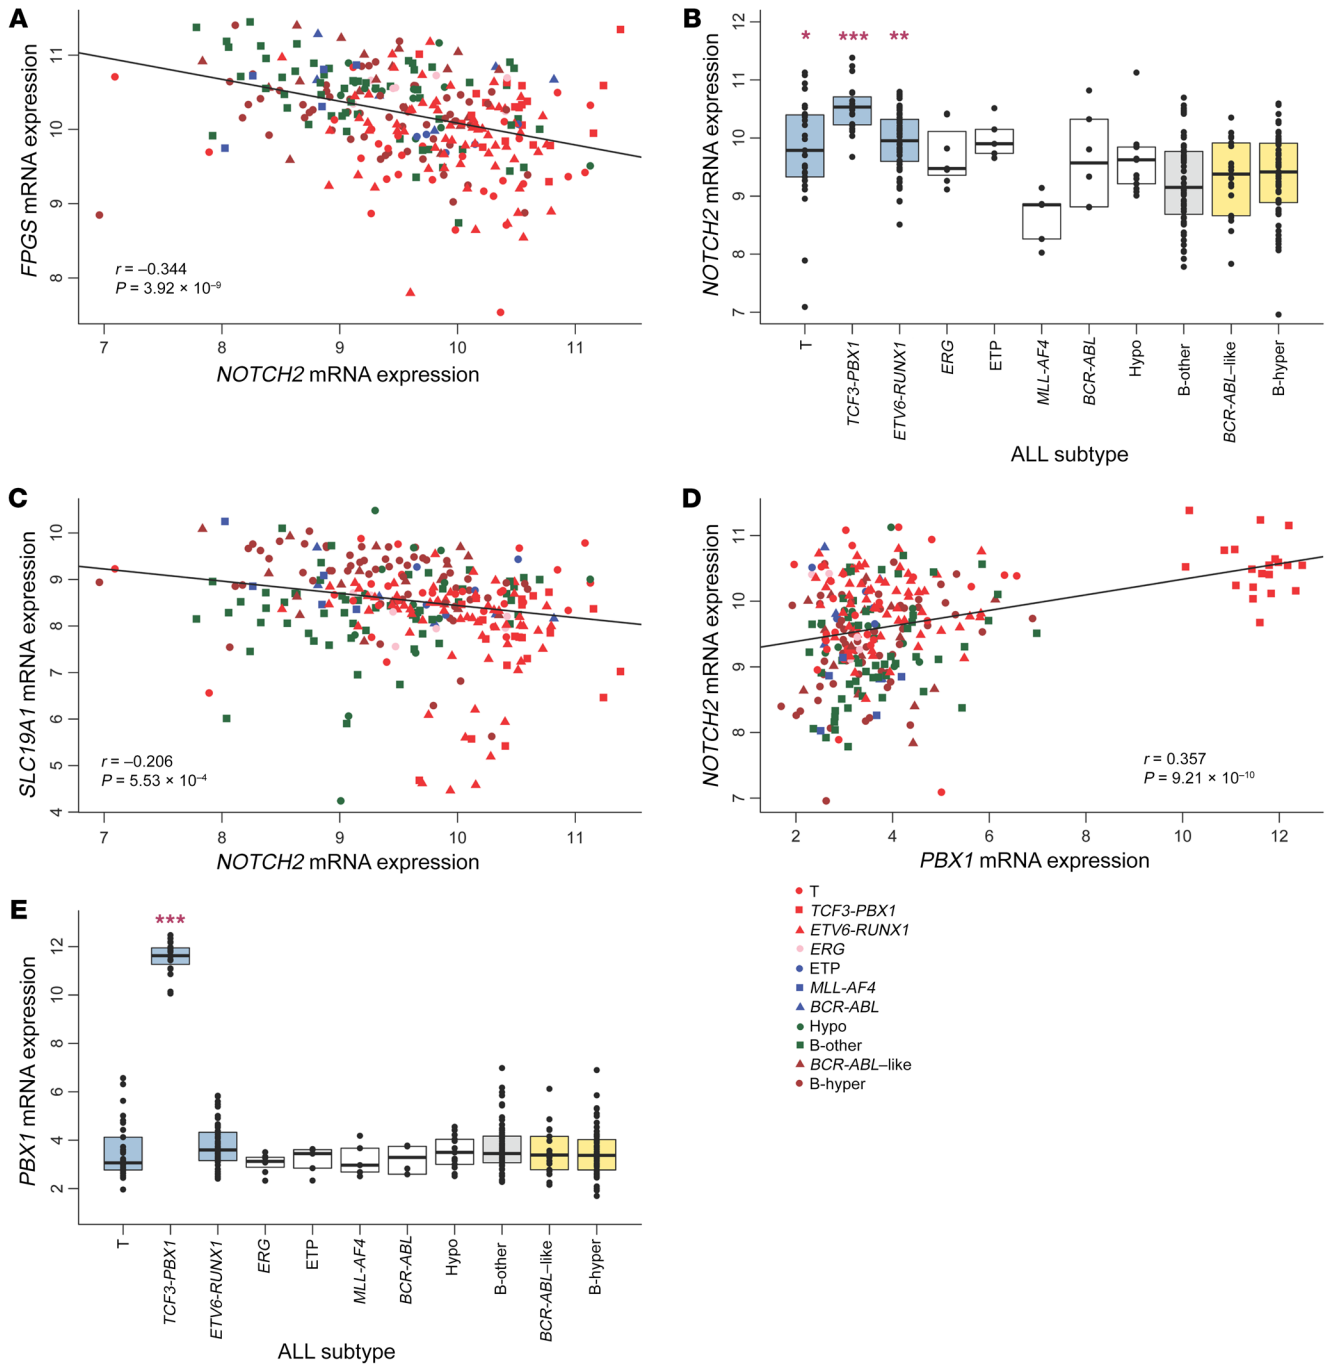 A
FPGS mRNA expression
11
10
9
8
r = –0.344
P = 3.92 × 10–9
7 8 9 10 11
NOTCH2 mRNA expression
B
NOTCH2 mRNA expression
12
11
10
9
8
7
* *** **
T
TCF3-PBX1
ETV6-RUNX1
ERG
ETP
MLL-AF4
BCR-ABL
Hypo
B-other
BCR-ABL–like
B-hyper
ALL subtype
C
SLC19A1 mRNA expression
10
9
8
7
6
5
4
r = –0.206
P = 5.53 × 10–4
7 8 9 10 11
NOTCH2 mRNA expression
D
NOTCH2 mRNA expression
11
10
9
8
7
r = 0.357
P = 9.21 × 10–10
2 4 6 8 10 12
PBX1 mRNA expression
T
TCF3-PBX1
ETV6-RUNX1
ERG
ETP
MLL-AF4
BCR-ABL
Hypo
B-other
BCR-ABL–like
B-hyper
E
PBX1 mRNA expression
12
10
8
6
4
2
***
T
TCF3-PBX1
ETV6-RUNX1
ERG
ETP
MLL-AF4
BCR-ABL
Hypo
B-other
BCR-ABL–like
B-hyper
ALL subtype